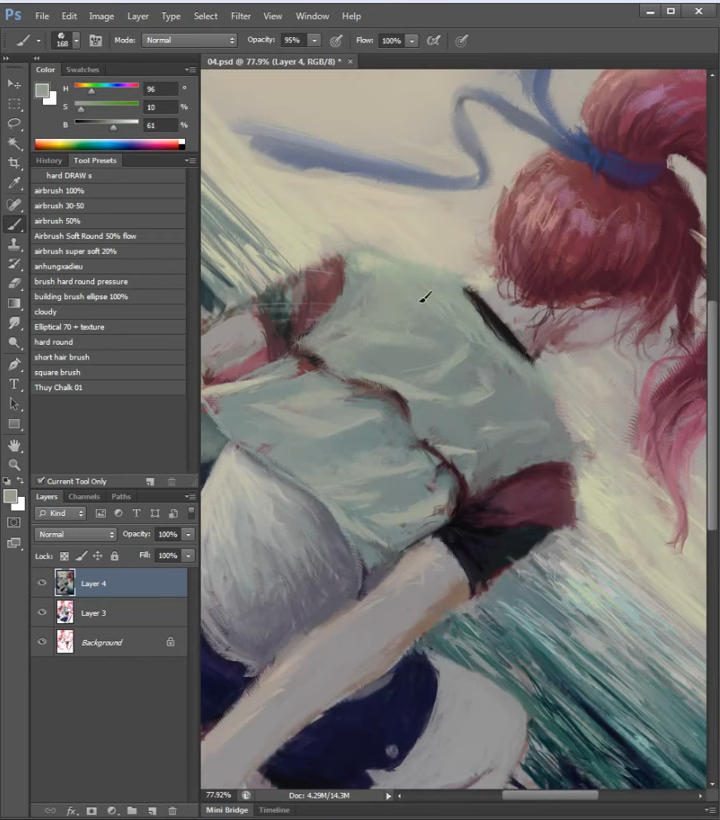 Ps File Edit Image Layer Type Select Filter View Window Help
168 Mode: Normal Opacity: 95% Flow: 100%
04.psd @ 77.9% (Layer 4, RGB/8) * ×
Color Swatches
H 96 °
S 10 %
B 61 %
History Tool Presets
hard DRAW s
airbrush 100%
airbrush 30-50
airbrush 50%
Airbrush Soft Round 50% flow
airbrush super soft 20%
anhungxadieu
brush hard round pressure
building brush ellipse 100%
cloudy
Elliptical 70 + texture
hard round
short hair brush
square brush
Thuy Chalk 01
Current Tool Only
Layers Channels Paths
Kind
Normal Opacity: 100%
Lock: Fill: 100%
Layer 4
Layer 3
Background
77.92% Doc: 4.29M/14.3M
Mini Bridge Timeline